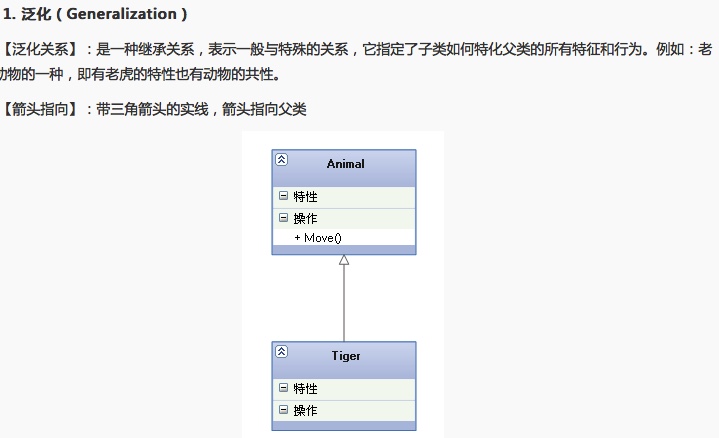 1. 泛化（Generalization）
【泛化关系】：是一种继承关系，表示一般与特殊的关系，它指定了子类如何特化父类的所有特征和行为。例如：老
动物的一种，即有老虎的特性也有动物的共性。
【箭头指向】：带三角箭头的实线，箭头指向父类
Animal
特性
操作
+ Move()
Tiger
特性
操作